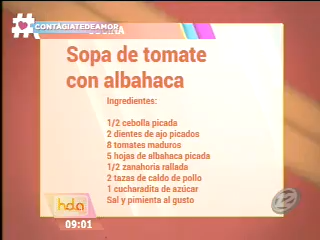 #CONTÁGIATEDEAMOR
Sopa de tomate
con albahaca
Ingredientes:
1/2 cebolla picada
2 dientes de ajo picados
8 tomates maduros
5 hojas de albahaca picada
1/2 zanahoria rallada
2 tazas de caldo de pollo
1 cucharadita de azúcar
Sal y pimienta al gusto
hda
12
09:01